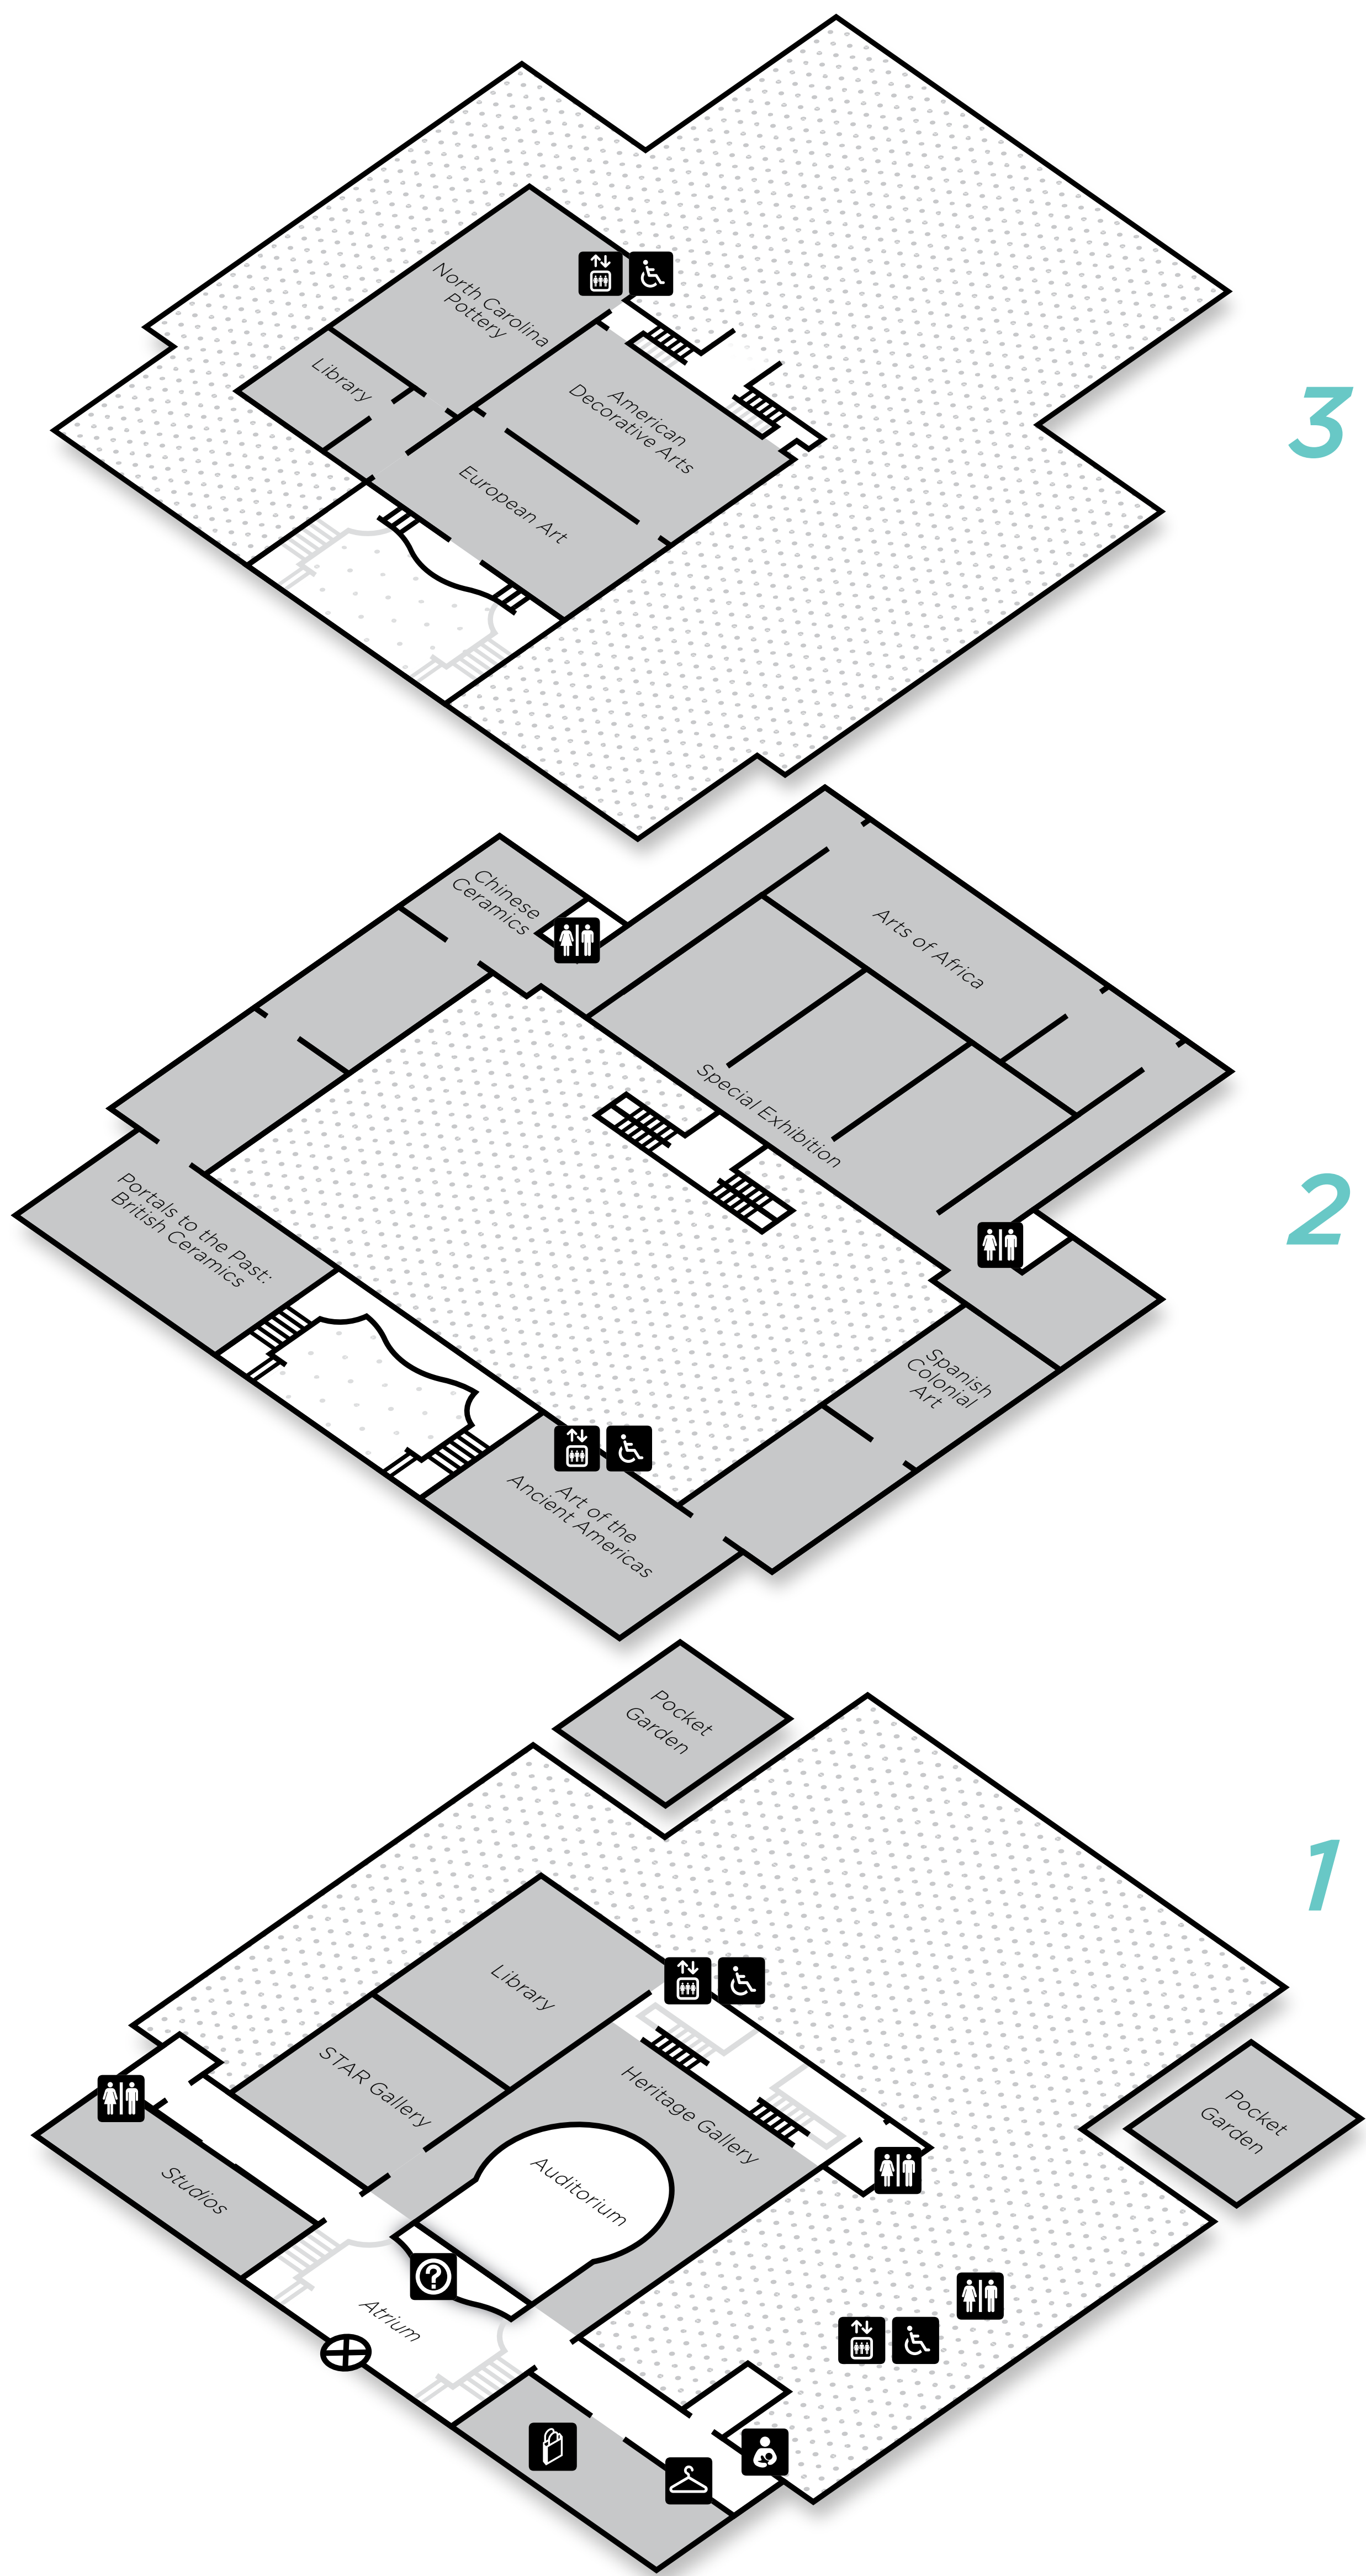 3
North Carolina
Pottery
Library
American
Decorative Arts
European Art
2
Chinese
Ceramics
Arts of Africa
Special Exhibition
Portals to the Past:
British Ceramics
Spanish
Colonial
Art
Art of the
Ancient Americas
1
Pocket
Garden
Library
STAR Gallery
Heritage Gallery
Pocket
Garden
Auditorium
Studios
?
Atrium